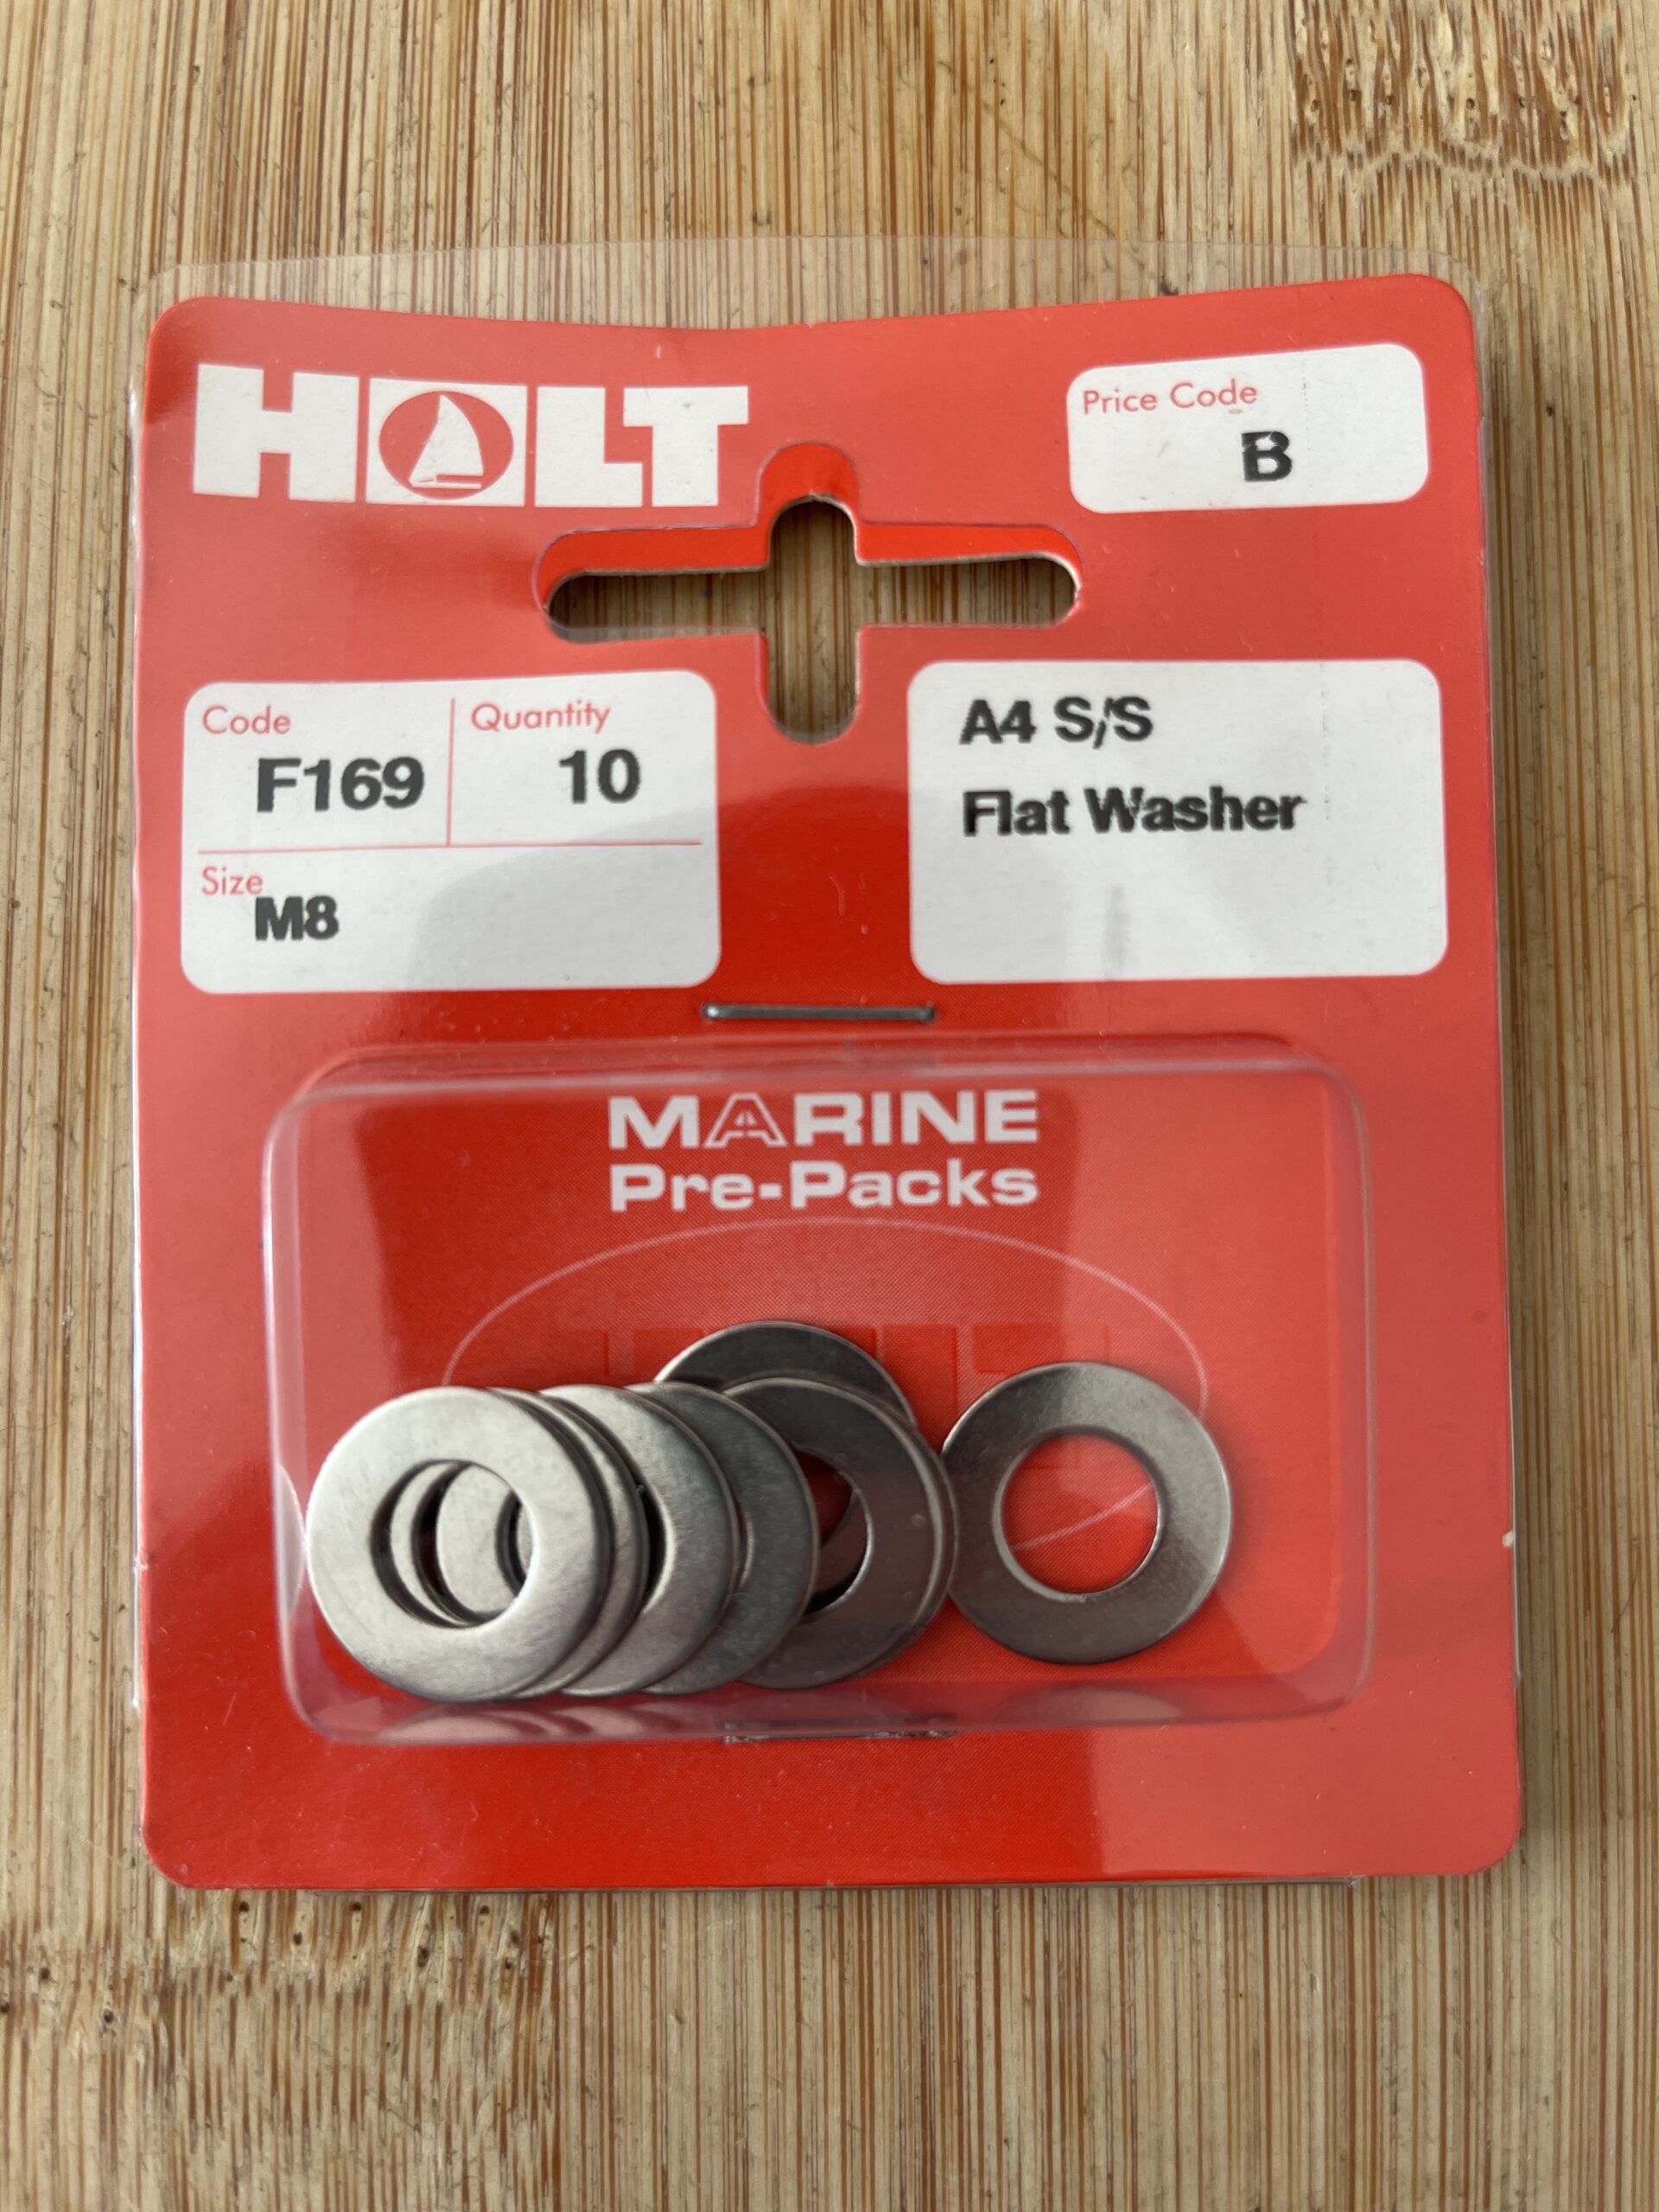 HOLT
Price Code
B
Code
F169
Quantity
10
Size
M8
A4 S/S
Flat Washer
MARINE
Pre-Packs